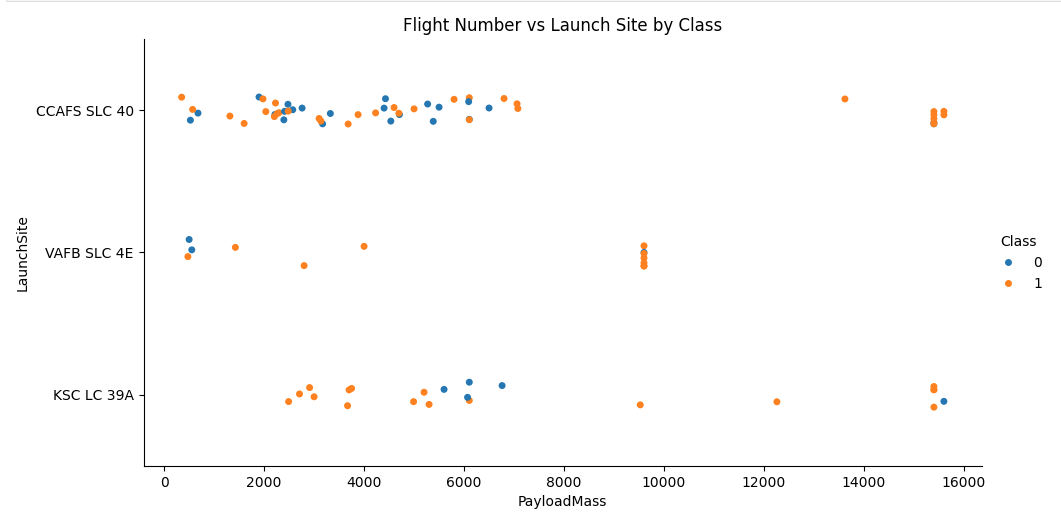 Flight Number vs Launch Site by Class
LaunchSite
CCAFS SLC 40
VAFB SLC 4E
KSC LC 39A
0 2000 4000 6000 8000 10000 12000 14000 16000
PayloadMass
Class
0
1